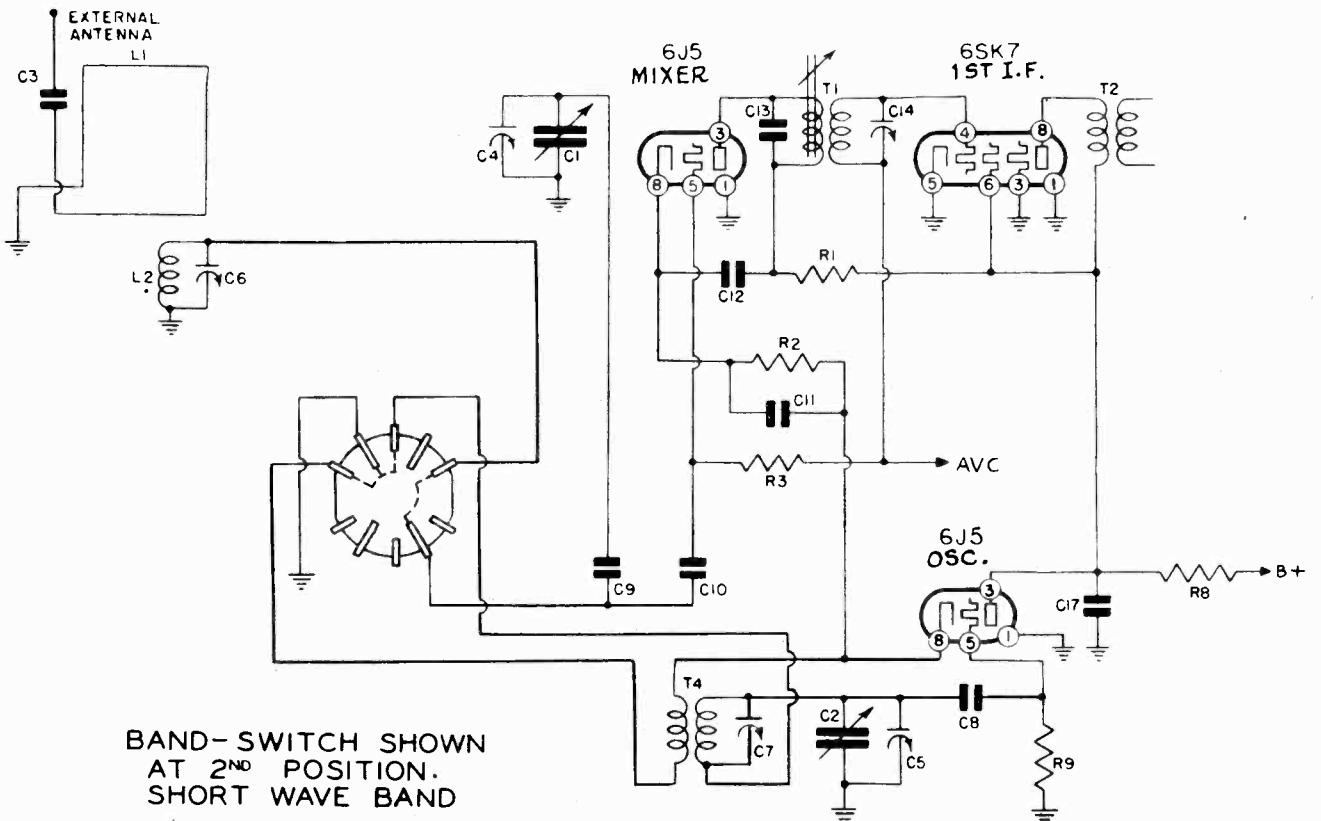 EXTERNAL
ANTENNA
L1
C3
6J5
MIXER
6SK7
1ST I.F.
C4
C1
3
C13
T1
C14
4
8
T2
8
5
1
5
6
3
1
L2
C6
C12
R1
R2
C11
R3
AVC
6J5
OSC.
C9
C10
3
C17
R8
B+
8
5
1
T4
C7
C2
C5
C8
R9
BAND-SWITCH SHOWN
AT 2ND POSITION.
SHORT WAVE BAND